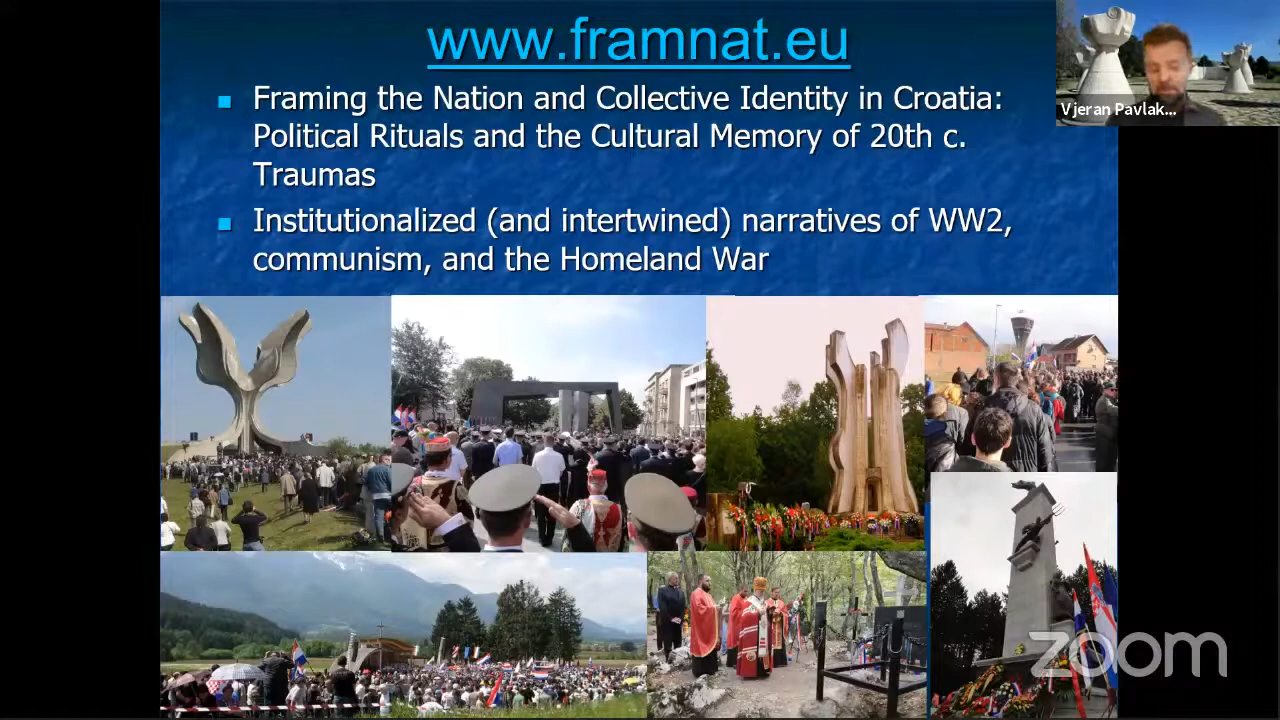 www.framnat.eu
Framing the Nation and Collective Identity in Croatia:
Political Rituals and the Cultural Memory of 20th c.
Traumas
Institutionalized (and intertwined) narratives of WW2,
communism, and the Homeland War
Vjeran Pavlak...
zoom